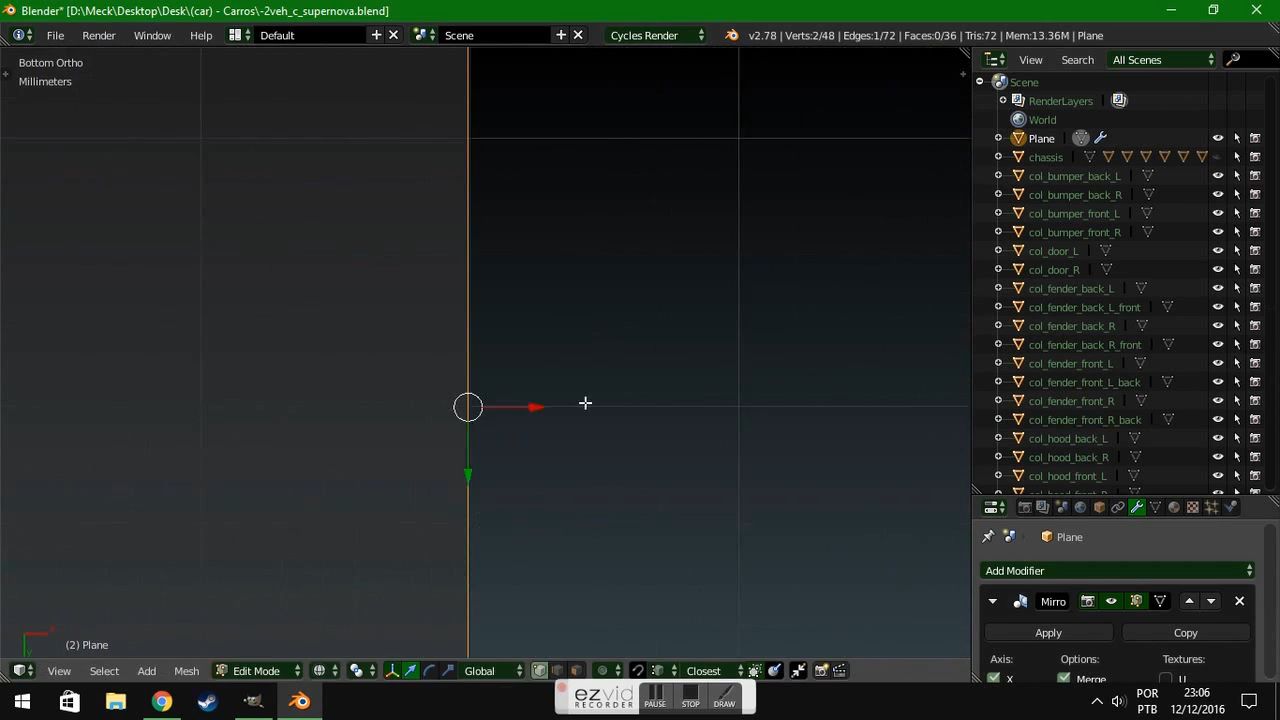 Blender* [D:\Meck\Desktop\Desk\(car) - Carros\-2veh_c_supernova.blend]
File Render Window Help Default Scene Cycles Render v2.78 | Verts:2/48 | Edges:1/72 | Faces:0/36 | Tris:72 | Mem:13.36M | Plane
Bottom Ortho
Millimeters
View Search All Scenes
Scene
RenderLayers
World
Plane
chassis
col_bumper_back_L
col_bumper_back_R
col_bumper_front_L
col_bumper_front_R
col_door_L
col_door_R
col_fender_back_L
col_fender_back_L_front
col_fender_back_R
col_fender_back_R_front
col_fender_front_L
col_fender_front_L_back
col_fender_front_R
col_fender_front_R_back
col_hood_back_L
col_hood_back_R
col_hood_front_L
Plane
Add Modifier
Mirro
Apply Copy
Axis: Options: Textures:
X Merge U
(2) Plane
View Select Add Mesh Edit Mode Global Closest
ezvid
RECORDER
PAUSE STOP DRAW
POR
PTB
23:06
12/12/2016